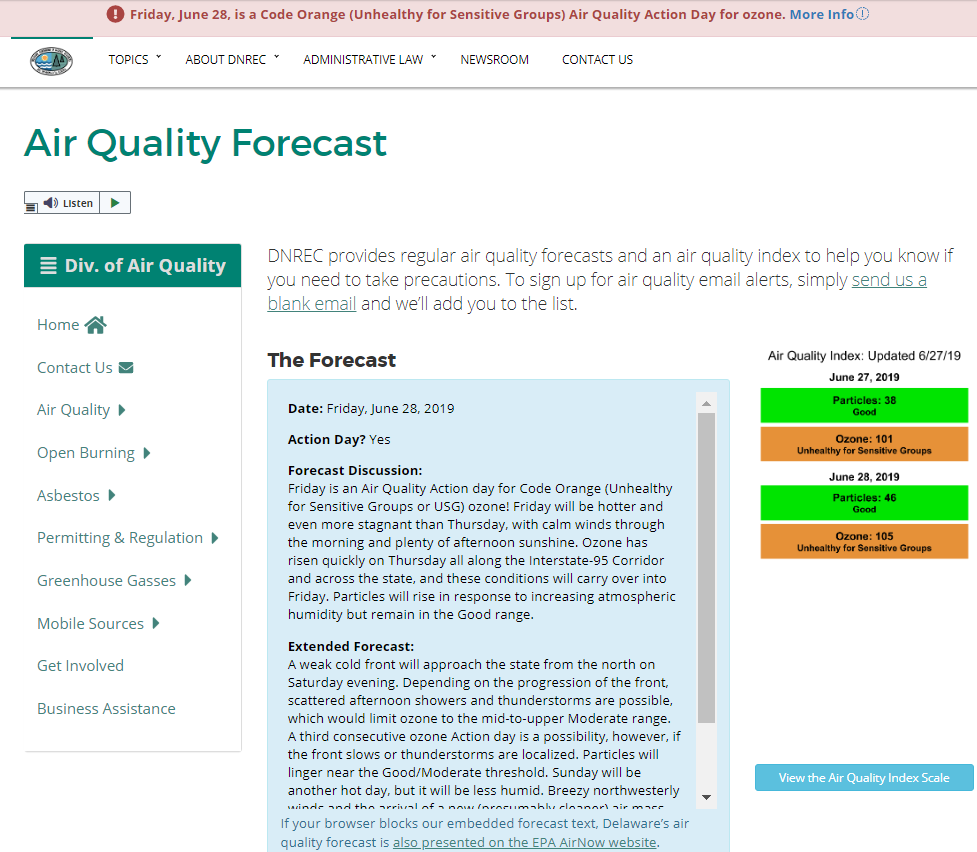 Friday, June 28, is a Code Orange (Unhealthy for Sensitive Groups) Air Quality Action Day for ozone. More Info
TOPICS ABOUT DNREC ADMINISTRATIVE LAW NEWSROOM CONTACT US
Air Quality Forecast
Listen
Div. of Air Quality
Home
Contact Us
Air Quality
Open Burning
Asbestos
Permitting & Regulation
Greenhouse Gasses
Mobile Sources
Get Involved
Business Assistance
DNREC provides regular air quality forecasts and an air quality index to help you know if
you need to take precautions. To sign up for air quality email alerts, simply send us a
blank email and we’ll add you to the list.
The Forecast
Date: Friday, June 28, 2019
Action Day? Yes
Forecast Discussion:
Friday is an Air Quality Action day for Code Orange (Unhealthy
for Sensitive Groups or USG) ozone! Friday will be hotter and
even more stagnant than Thursday, with calm winds through
the morning and plenty of afternoon sunshine. Ozone has
risen quickly on Thursday all along the Interstate-95 Corridor
and across the state, and these conditions will carry over into
Friday. Particles will rise in response to increasing atmospheric
humidity but remain in the Good range.
Extended Forecast:
A weak cold front will approach the state from the north on
Saturday evening. Depending on the progression of the front,
scattered afternoon showers and thunderstorms are possible,
which would limit ozone to the mid-to-upper Moderate range.
A third consecutive ozone Action day is a possibility, however, if
the front slows or thunderstorms are localized. Particles will
linger near the Good/Moderate threshold. Sunday will be
another hot day, but it will be less humid. Breezy northwesterly
winds and the arrival of a new (presumably cleaner) air mass
If your browser blocks our embedded forecast text, Delaware’s air
quality forecast is also presented on the EPA AirNow website.
Air Quality Index: Updated 6/27/19
June 27, 2019
Particles: 38
Good
Ozone: 101
Unhealthy for Sensitive Groups
June 28, 2019
Particles: 46
Good
Ozone: 105
Unhealthy for Sensitive Groups
View the Air Quality Index Scale